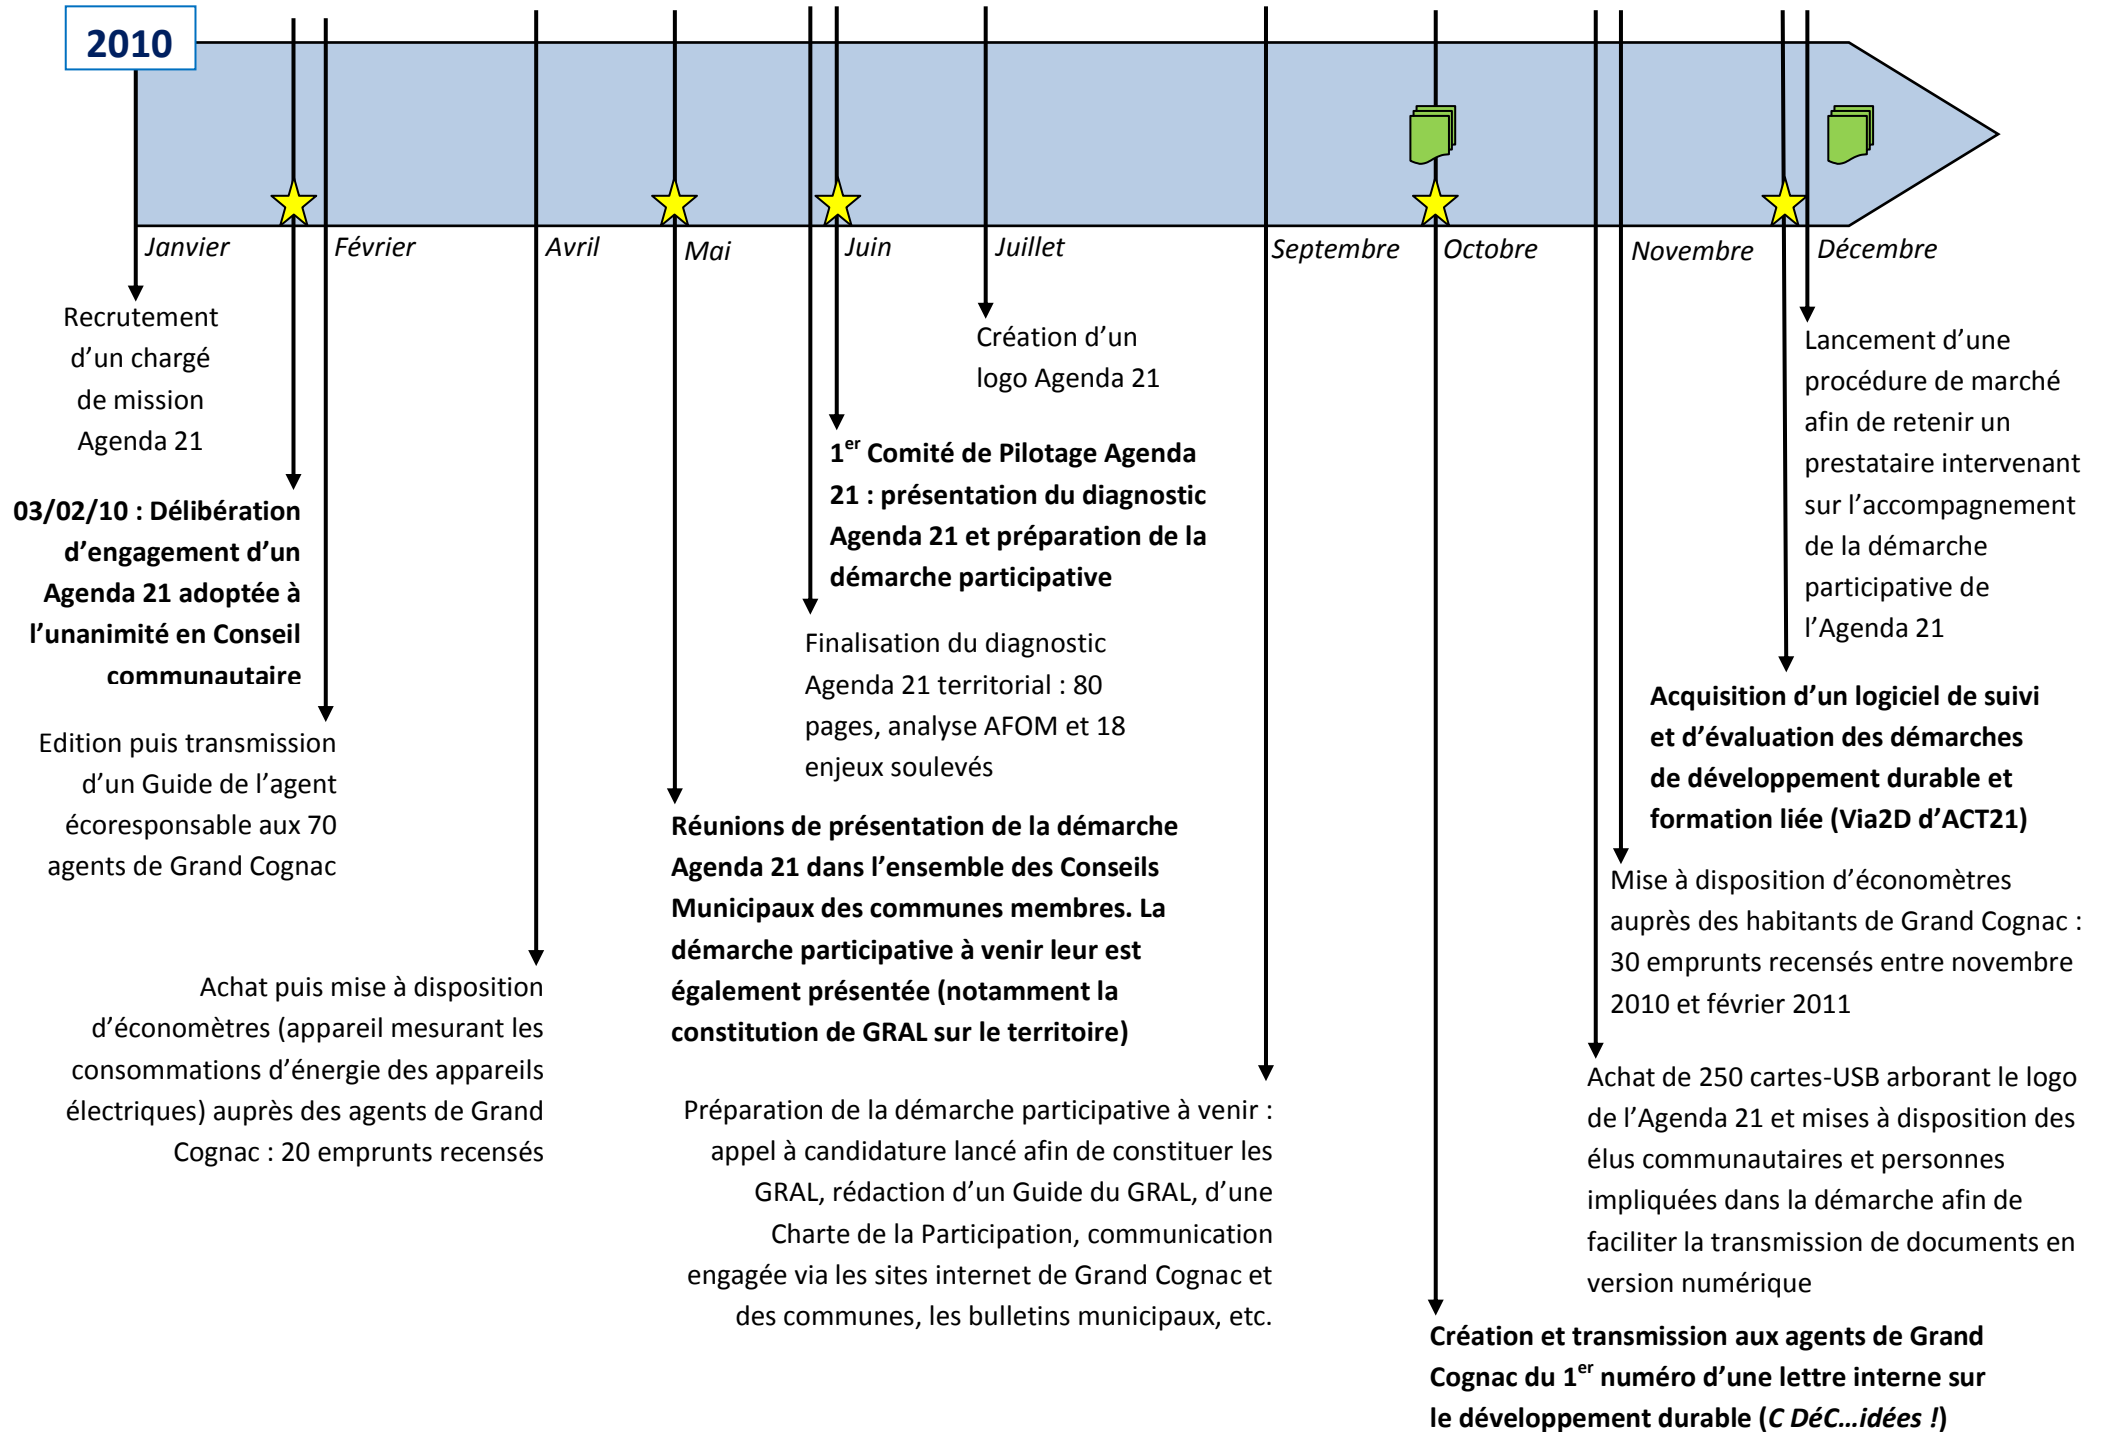 2010
Janvier
Février
Avril
Mai
Juin
Juillet
Septembre
Octobre
Novembre
Décembre
Recrutement
d’un chargé
de mission
Agenda 21
03/02/10 : Délibération
d’engagement d’un
Agenda 21 adoptée à
l’unanimité en Conseil
communautaire
Edition puis transmission
d’un Guide de l’agent
écoresponsable aux 70
agents de Grand Cognac
Achat puis mise à disposition
d’économètres (appareil mesurant les
consommations d’énergie des appareils
électriques) auprès des agents de Grand
Cognac : 20 emprunts recensés
Réunions de présentation de la démarche
Agenda 21 dans l’ensemble des Conseils
Municipaux des communes membres. La
démarche participative à venir leur est
également présentée (notamment la
constitution de GRAL sur le territoire)
Finalisation du diagnostic
Agenda 21 territorial : 80
pages, analyse AFOM et 18
enjeux soulevés
1er Comité de Pilotage Agenda
21 : présentation du diagnostic
Agenda 21 et préparation de la
démarche participative
Création d’un
logo Agenda 21
Préparation de la démarche participative à venir :
appel à candidature lancé afin de constituer les
GRAL, rédaction d’un Guide du GRAL, d’une
Charte de la Participation, communication
engagée via les sites internet de Grand Cognac et
des communes, les bulletins municipaux, etc.
Création et transmission aux agents de Grand
Cognac du 1er numéro d’une lettre interne sur
le développement durable (C DéC…idées !)
Achat de 250 cartes-USB arborant le logo
de l’Agenda 21 et mises à disposition des
élus communautaires et personnes
impliquées dans la démarche afin de
faciliter la transmission de documents en
version numérique
Mise à disposition d’économètres
auprès des habitants de Grand Cognac :
30 emprunts recensés entre novembre
2010 et février 2011
Acquisition d’un logiciel de suivi
et d’évaluation des démarches
de développement durable et
formation liée (Via2D d’ACT21)
Lancement d’une
procédure de marché
afin de retenir un
prestataire intervenant
sur l’accompagnement
de la démarche
participative de
l’Agenda 21